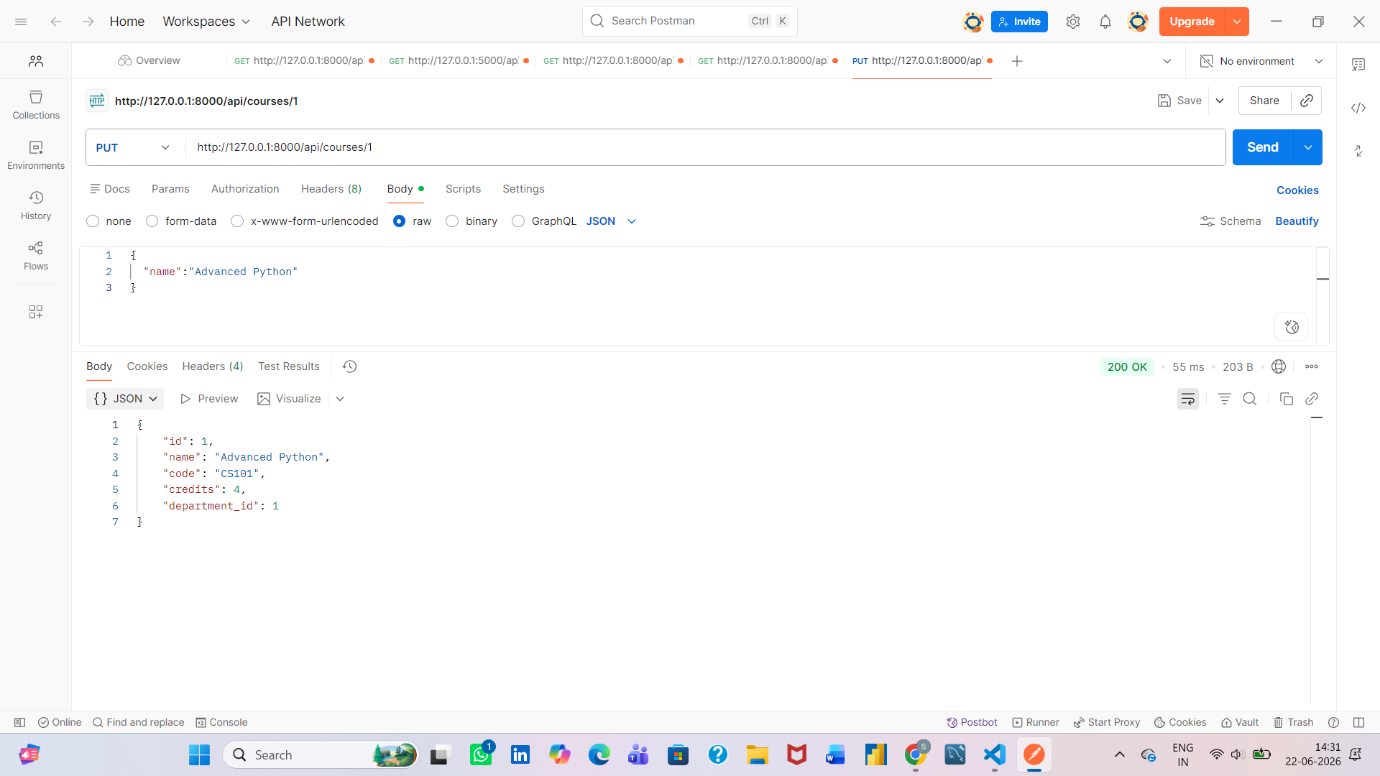 Home Workspaces API Network Search Postman Ctrl K Invite Upgrade
Overview GET http://127.0.0.1:8000/ap GET http://127.0.0.1:5000/ap GET http://127.0.0.1:8000/ap GET http://127.0.0.1:8000/ap PUT http://127.0.0.1:8000/ap No environment
HTTP http://127.0.0.1:8000/api/courses/1 Save Share
Collections
PUT http://127.0.0.1:8000/api/courses/1 Send
Environments
Docs Params Authorization Headers (8) Body Scripts Settings Cookies
History
none form-data x-www-form-urlencoded raw binary GraphQL JSON Schema Beautify
Flows
1 {
2 "name":"Advanced Python"
3 }
Body Cookies Headers (4) Test Results 200 OK 55 ms 203 B
{} JSON Preview Visualize
1 {
2 "id": 1,
3 "name": "Advanced Python",
4 "code": "CS101",
5 "credits": 4,
6 "department_id": 1
7 }
Online Find and replace Console Postbot Runner Start Proxy Cookies Vault Trash
Search 1 S ENG IN 14:31
22-06-2026